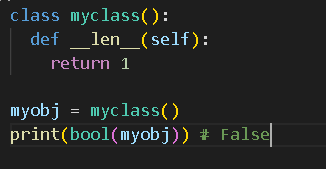 class myclass():
  def __len__(self):
    return 1

myobj = myclass()
print(bool(myobj)) # False